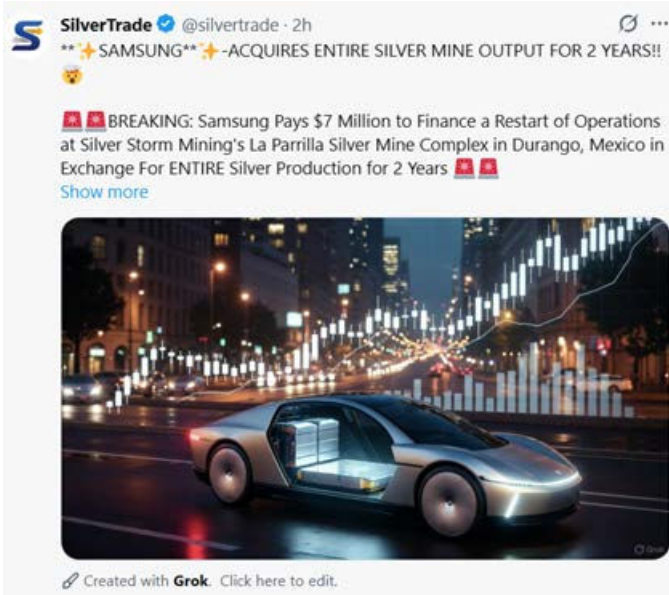 SilverTrade @silvertrade · 2h
**✨SAMSUNG**✨-ACQUIRES ENTIRE SILVER MINE OUTPUT FOR 2 YEARS!!
🤯
🚨🚨BREAKING: Samsung Pays $7 Million to Finance a Restart of Operations
at Silver Storm Mining's La Parrilla Silver Mine Complex in Durango, Mexico in
Exchange For ENTIRE Silver Production for 2 Years 🚨🚨
Show more
Grok
Created with Grok. Click here to edit.